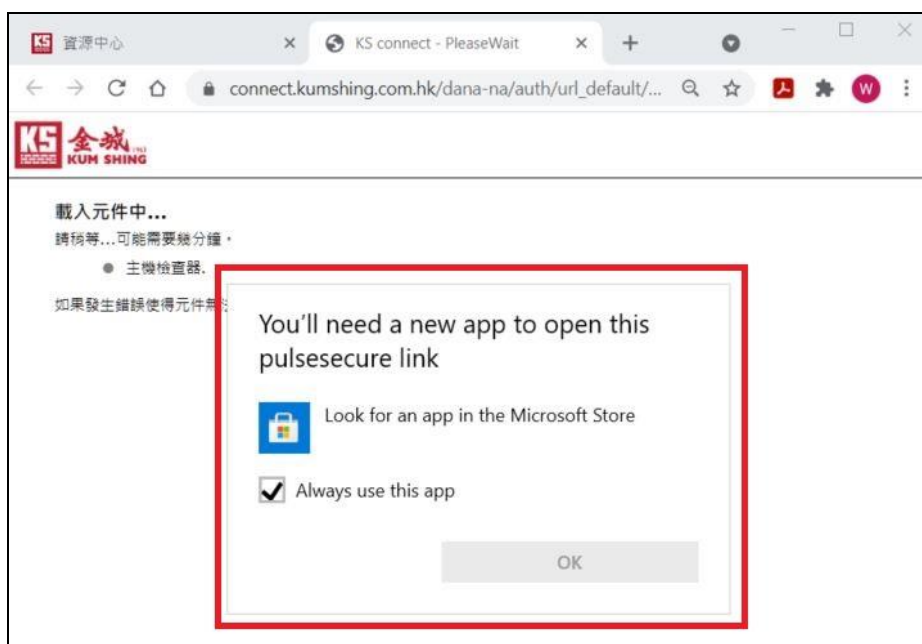 KS 資源中心
KS connect - PleaseWait
connect.kumshing.com.hk/dana-na/auth/url_default/...
W
KS 金城
KUM SHING
載入元件中...
請稍等...可能需要幾分鐘。
主機檢查器.
如果發生錯誤使得元件無
You'll need a new app to open this
pulsesecure link
Look for an app in the Microsoft Store
Always use this app
OK